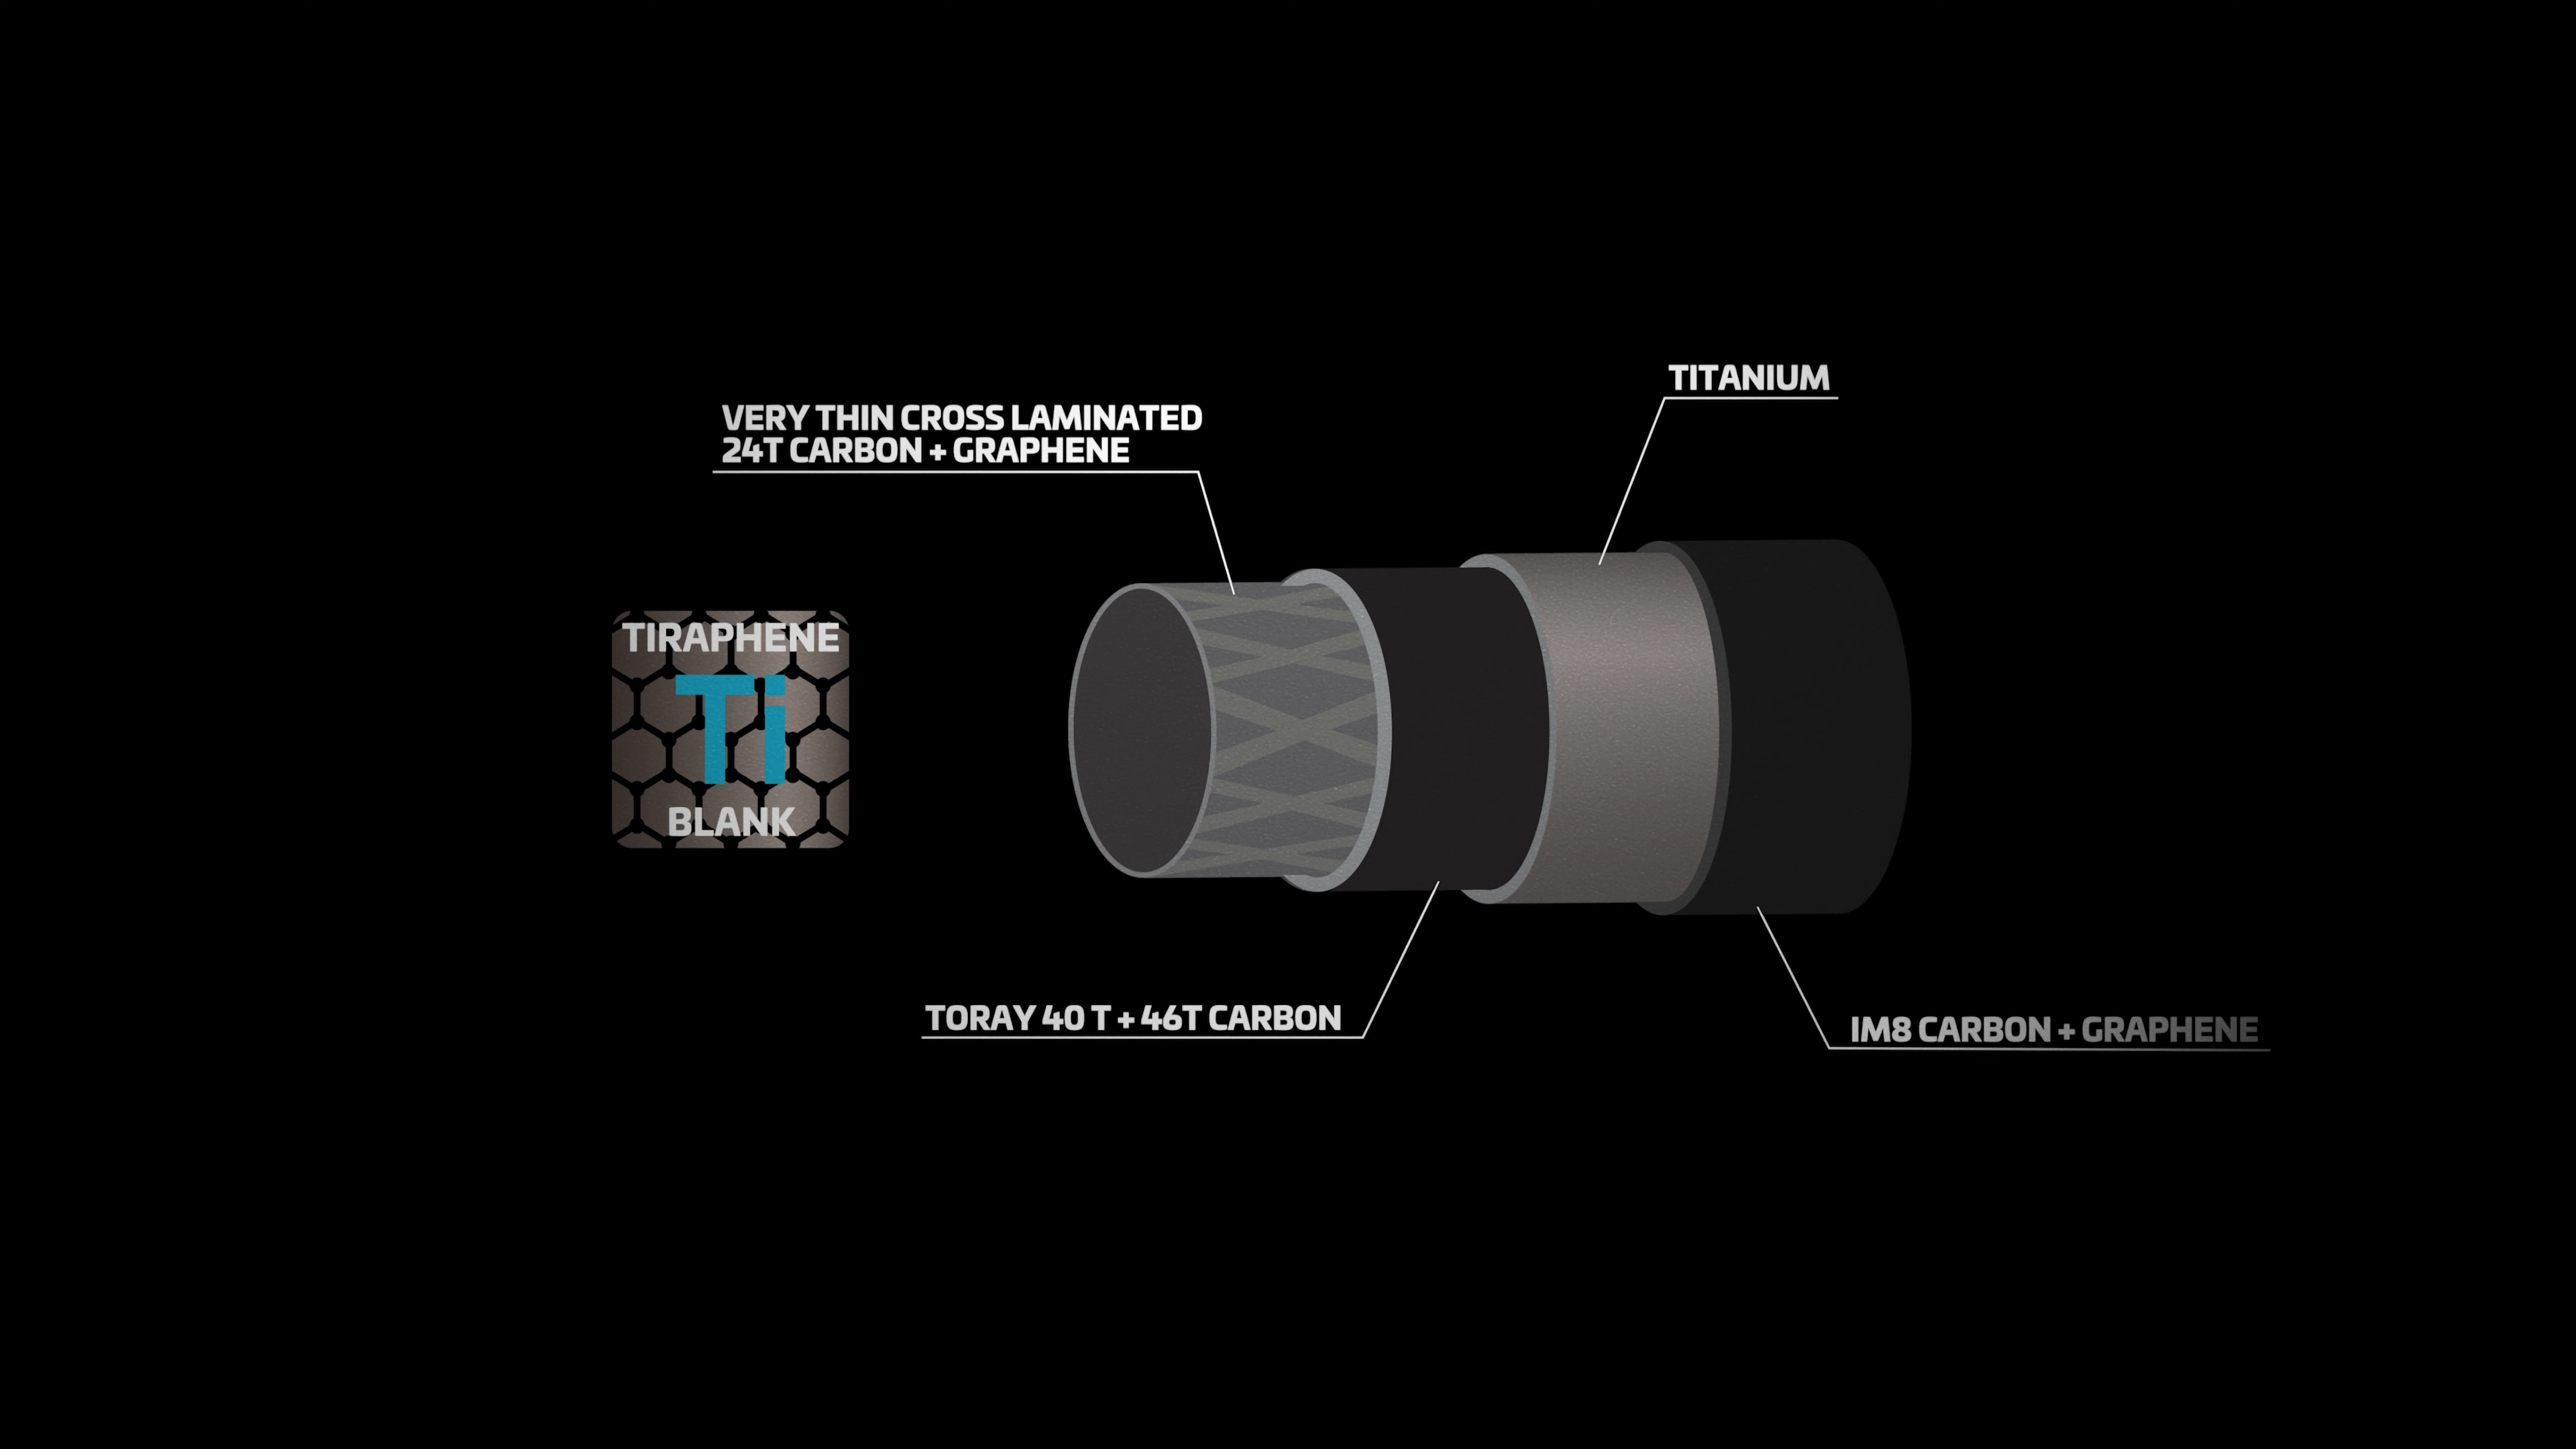 TITANIUM
VERY THIN CROSS LAMINATED
24T CARBON + GRAPHENE
TIRAPHENE
Ti
BLANK
TORAY 40 T + 46T CARBON
IM8 CARBON + GRAPHENE